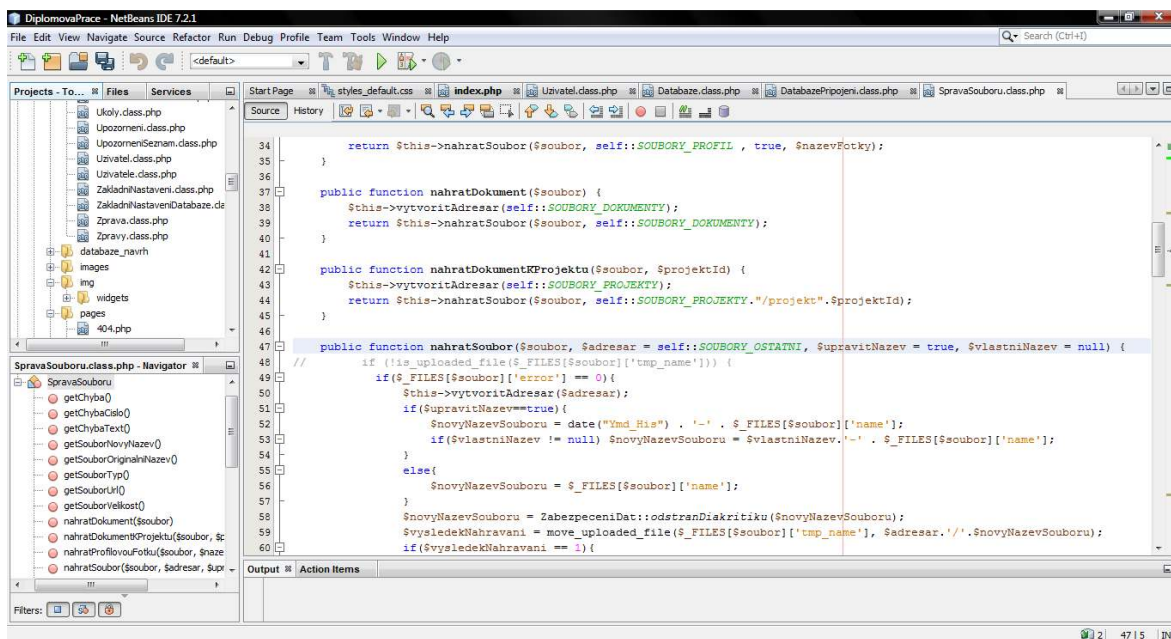 DiplomovaPrace - NetBeans IDE 7.2.1
File Edit View Navigate Source Refactor Run Debug Profile Team Tools Window Help
Search (Ctrl+I)
<default>
Projects - To... Files Services
Ukoly.class.php
Upozorneni.class.php
UpozorneniSeznam.class.php
Uzivatel.class.php
Uzivatele.class.php
ZakladniNastaveni.class.php
ZakladniNastaveniDatabaze.cla
Zprava.class.php
Zpravy.class.php
databaze_navrh
images
img
widgets
pages
404.php
SpravaSouboru.class.php - Navigator
SpravaSouboru
getChyba()
getChybaCislo()
getChybaText()
getSouborNovyNazev()
getSouborOriginalniNazev()
getSouborTyp()
getSouborUrl()
getSouborVelikost()
nahratDokument($soubor)
nahratDokumentKProjektu($soubor, $p
nahratProfilovouFotku($soubor, $naze
nahratSoubor($soubor, $adresar, $upr
Filters:
Start Page styles_default.css index.php Uzivatel.class.php Databaze.class.php DatabazePripojeni.class.php SpravaSouboru.class.php
Source History
34 return $this->nahratSoubor($soubor, self::SOUBORY_PROFIL , true, $nazevFotky);
35 }
36
37 public function nahratDokument($soubor) {
38 $this->vytvoritAdresar(self::SOUBORY_DOKUMENTY);
39 return $this->nahratSoubor($soubor, self::SOUBORY_DOKUMENTY);
40 }
41
42 public function nahratDokumentKProjektu($soubor, $projektId) {
43 $this->vytvoritAdresar(self::SOUBORY_PROJEKTY);
44 return $this->nahratSoubor($soubor, self::SOUBORY_PROJEKTY."/projekt".$projektId);
45 }
46
47 public function nahratSoubor($soubor, $adresar = self::SOUBORY_OSTATNI, $upravitNazev = true, $vlastniNazev = null) {
48 // if (!is_uploaded_file($_FILES[$soubor]['tmp_name'])) {
49 if($_FILES[$soubor]['error'] == 0){
50 $this->vytvoritAdresar($adresar);
51 if($upravitNazev==true){
52 $novyNazevSouboru = date("Ymd_His") . '-' . $_FILES[$soubor]['name'];
53 if($vlastniNazev != null) $novyNazevSouboru = $vlastniNazev.'-' . $_FILES[$soubor]['name'];
54 }
55 else{
56 $novyNazevSouboru = $_FILES[$soubor]['name'];
57 }
58 $novyNazevSouboru = ZabezpeceniDat::odstranDiakritiku($novyNazevSouboru);
59 $vysledekNahravani = move_uploaded_file($_FILES[$soubor]['tmp_name'], $adresar.'/'.$novyNazevSouboru);
60 if($vysledekNahravani == 1){
Output Action Items
2 47|5 IN